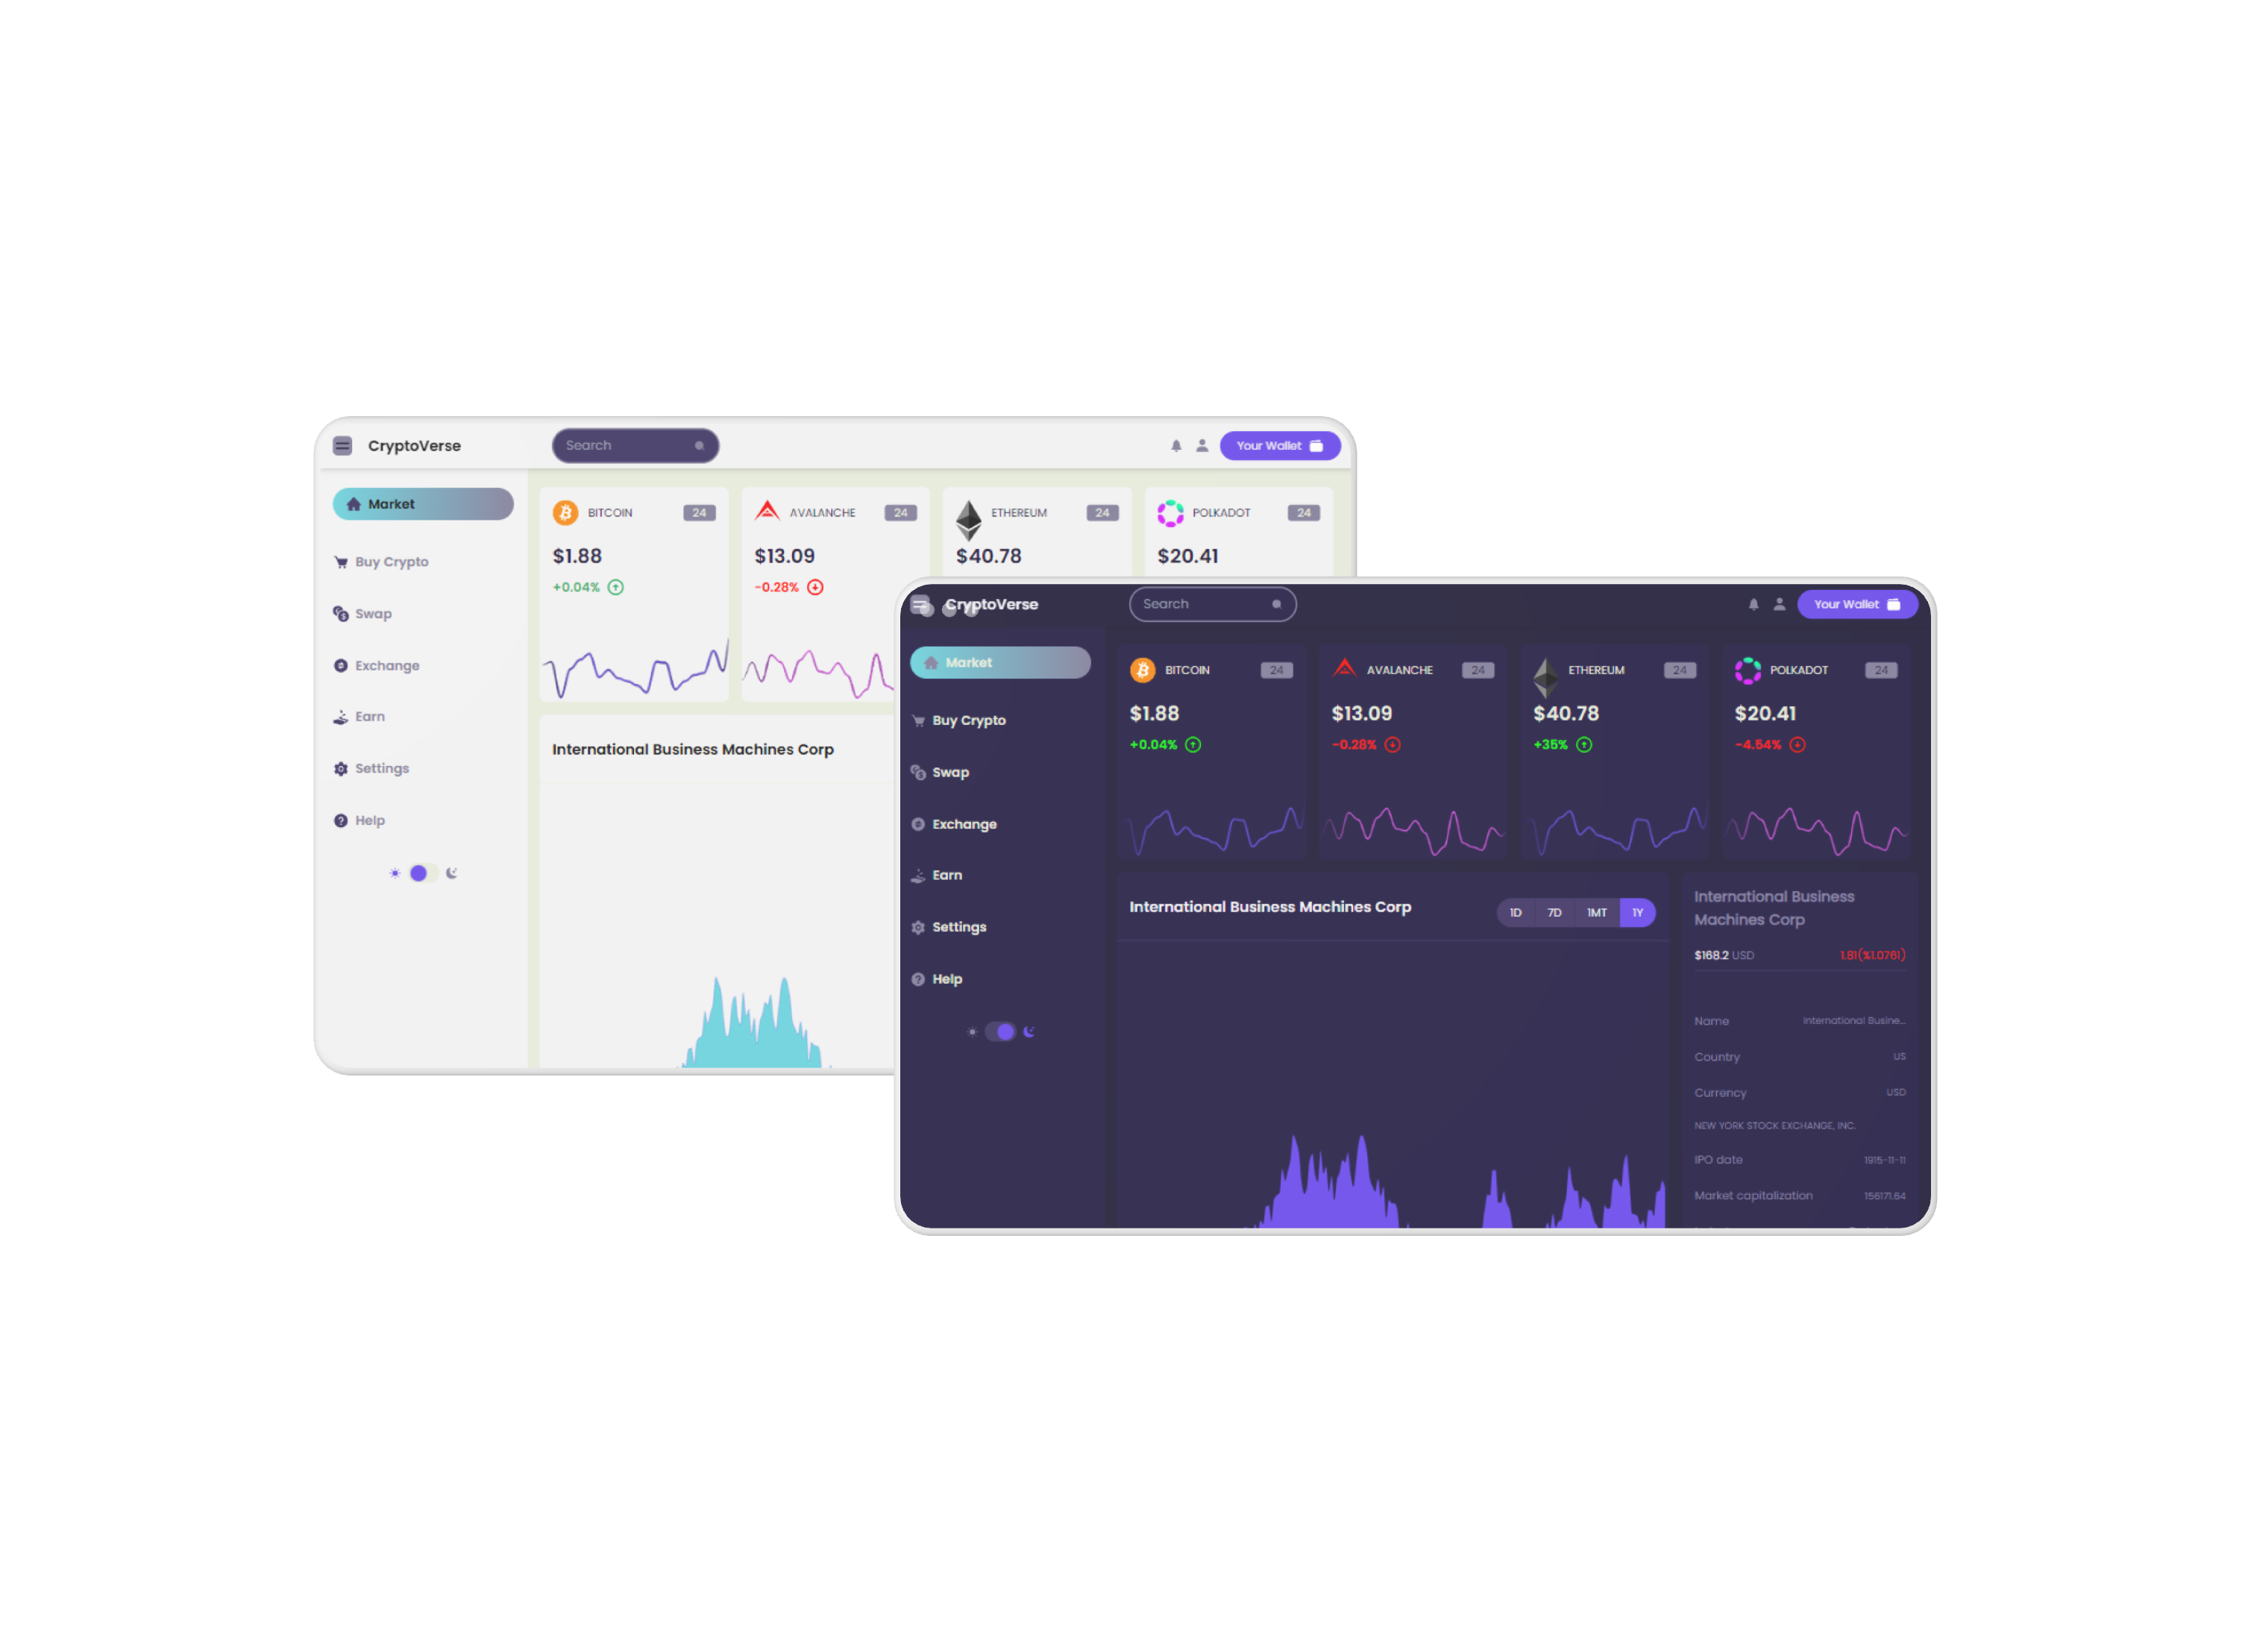 CryptoVerse
Search
Your Wallet
Market
Buy Crypto
Swap
Exchange
Earn
Settings
Help
BITCOIN 24
$1.88
+0.04%
AVALANCHE 24
$13.09
-0.28%
ETHEREUM 24
$40.78
POLKADOT 24
$20.41
International Business Machines Corp
CryptoVerse
Search
Your Wallet
Market
Buy Crypto
Swap
Exchange
Earn
Settings
Help
BITCOIN 24
$1.88
+0.04%
AVALANCHE 24
$13.09
-0.28%
ETHEREUM 24
$40.78
+35%
POLKADOT 24
$20.41
-4.54%
International Business Machines Corp
1D 7D 1MT 1Y
International Business
Machines Corp
$168.2 USD 1.81(%1.0761)
Name International Busine...
Country US
Currency USD
NEW YORK STOCK EXCHANGE, INC.
IPO date 1915-11-11
Market capitalization 156171.64